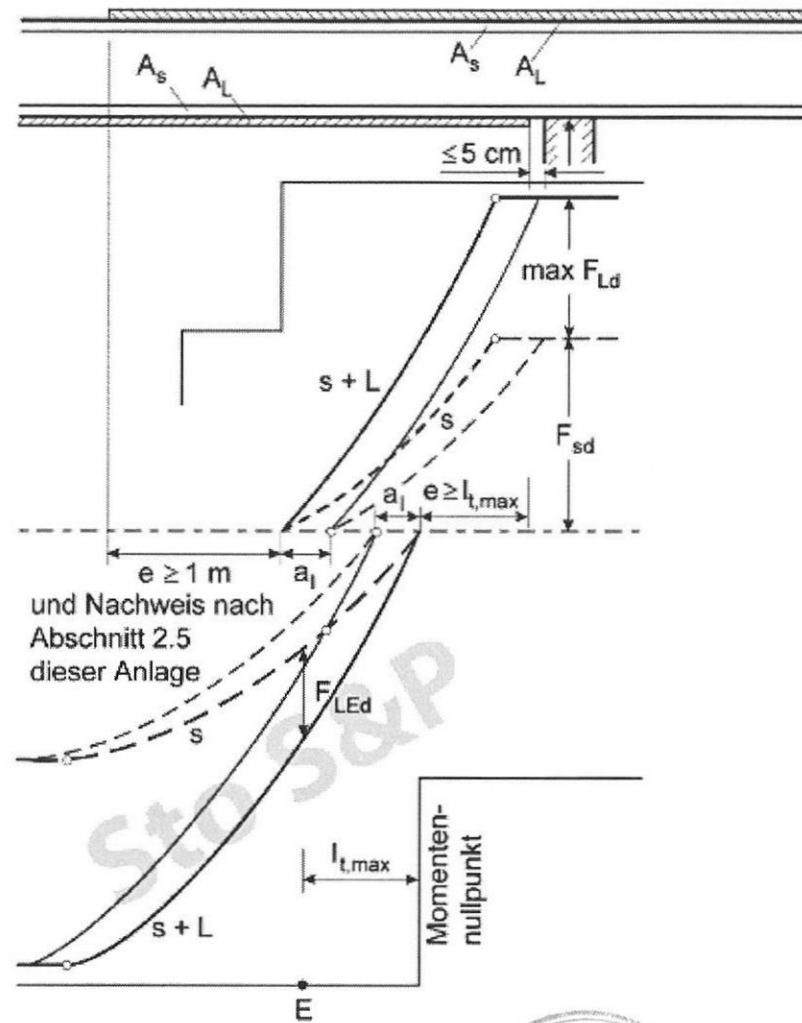 A_s
A_L
A_s
A_L
≤5 cm
max F_Ld
s + L
s
F_sd
a_l
e ≥ l_t,max
e ≥ 1 m
a_l
und Nachweis nach
Abschnitt 2.5
dieser Anlage
F_LEd
s
Sto S&P
l_t,max
Momenten-
nullpunkt
s + L
E